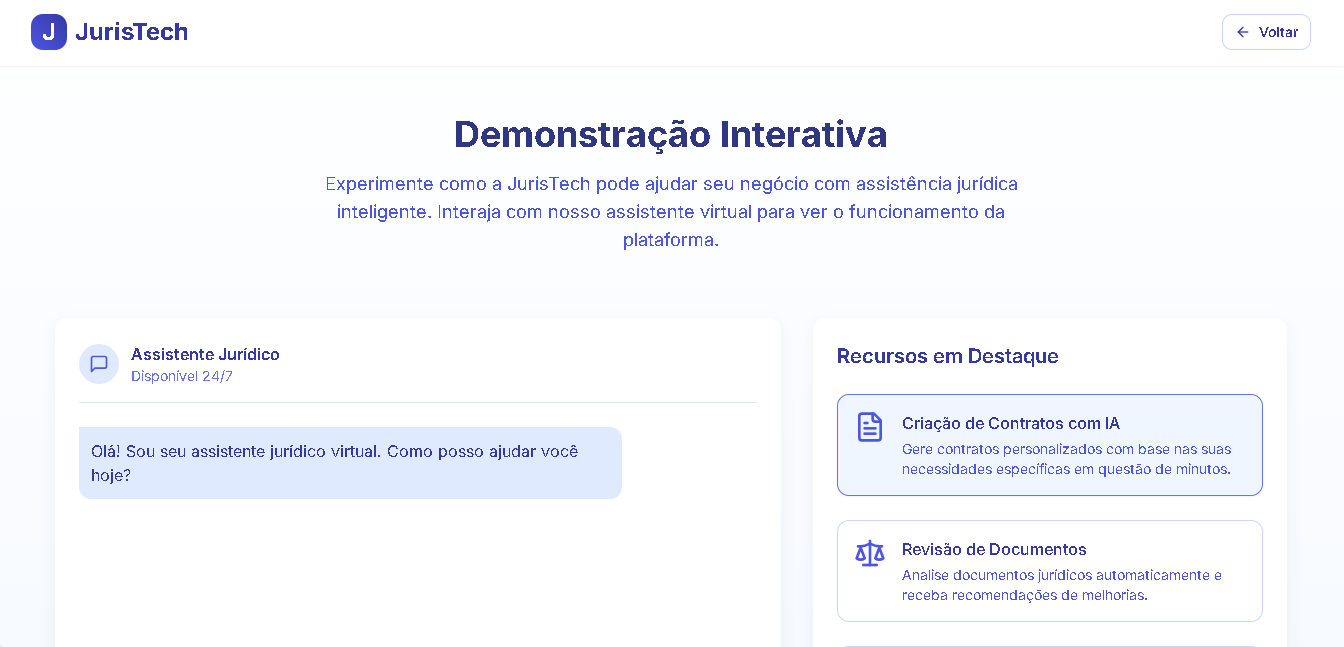 J JurisTech
Voltar
Demonstração Interativa
Experimente como a JurisTech pode ajudar seu negócio com assistência jurídica
inteligente. Interaja com nosso assistente virtual para ver o funcionamento da
plataforma.
Assistente Jurídico
Disponível 24/7
Olá! Sou seu assistente jurídico virtual. Como posso ajudar você
hoje?
Recursos em Destaque
Criação de Contratos com IA
Gere contratos personalizados com base nas suas
necessidades específicas em questão de minutos.
Revisão de Documentos
Analise documentos jurídicos automaticamente e
receba recomendações de melhorias.